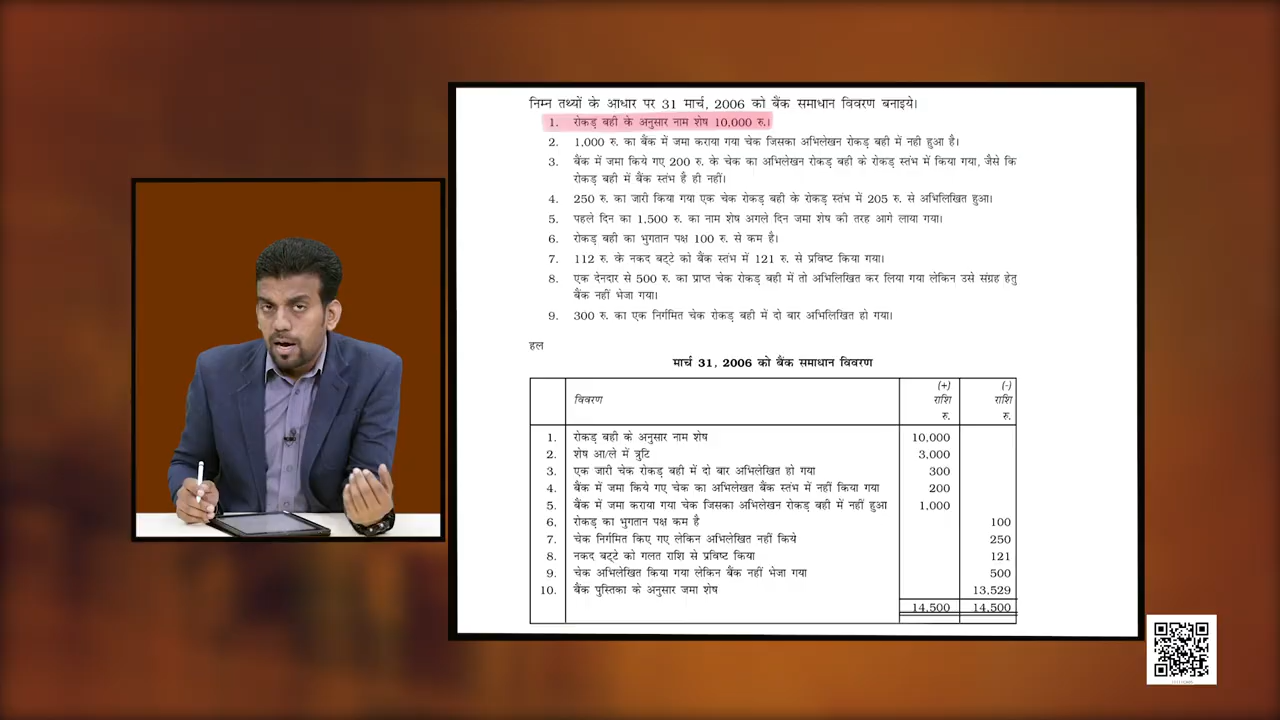 निम्न तथ्यों के आधार पर 31 मार्च, 2006 को बैंक समाधान विवरण बनाइये।
1. रोकड़ बही के अनुसार नाम शेष 10,000 रु.।
2. 1,000 रु. का बैंक में जमा कराया गया चेक जिसका अभिलेखन रोकड़ बही में नही हुआ है।
3. बैंक में जमा किये गए 200 रु. के चेक का अभिलेखन रोकड़ बही के रोकड़ स्तंभ में किया गया, जैसे कि
रोकड़ बही में बैंक स्तंभ है ही नहीं।
4. 250 रु. का जारी किया गया एक चेक रोकड़ बही के रोकड़ स्तंभ में 205 रु. से अभिलिखित हुआ।
5. पहले दिन का 1,500 रु. का नाम शेष अगले दिन जमा शेष की तरह आगे लाया गया।
6. रोकड़ बही का भुगतान पक्ष 100 रु. से कम है।
7. 112 रु. के नकद बट्टे को बैंक स्तंभ में 121 रु. से प्रविष्ट किया गया।
8. एक देनदार से 500 रु. का प्राप्त चेक रोकड़ बही में तो अभिलिखित कर लिया गया लेकिन उसे संग्रह हेतु
बैंक नहीं भेजा गया।
9. 300 रु. का एक निर्गमित चेक रोकड़ बही में दो बार अभिलिखित हो गया।
हल
मार्च 31, 2006 को बैंक समाधान विवरण
(+) (-)
विवरण राशि राशि
रु. रु.
1. रोकड़ बही के अनुसार नाम शेष 10,000
2. शेष आ/ले में त्रुटि 3,000
3. एक जारी चेक रोकड़ बही में दो बार अभिलेखित हो गया 300
4. बैंक में जमा किये गए चेक का अभिलेखत बैंक स्तंभ में नहीं किया गया 200
5. बैंक में जमा कराया गया चेक जिसका अभिलेखन रोकड़ बही में नहीं हुआ 1,000
6. रोकड़ का भुगतान पक्ष कम है 100
7. चेक निर्गमित किए गए लेकिन अभिलेखित नहीं किये 250
8. नकद बट्टे को गलत राशि से प्रविष्ट किया 121
9. चेक अभिलेखित किया गया लेकिन बैंक नहीं भेजा गया 500
10. बैंक पुस्तिका के अनुसार जमा शेष 13,529
14,500 14,500